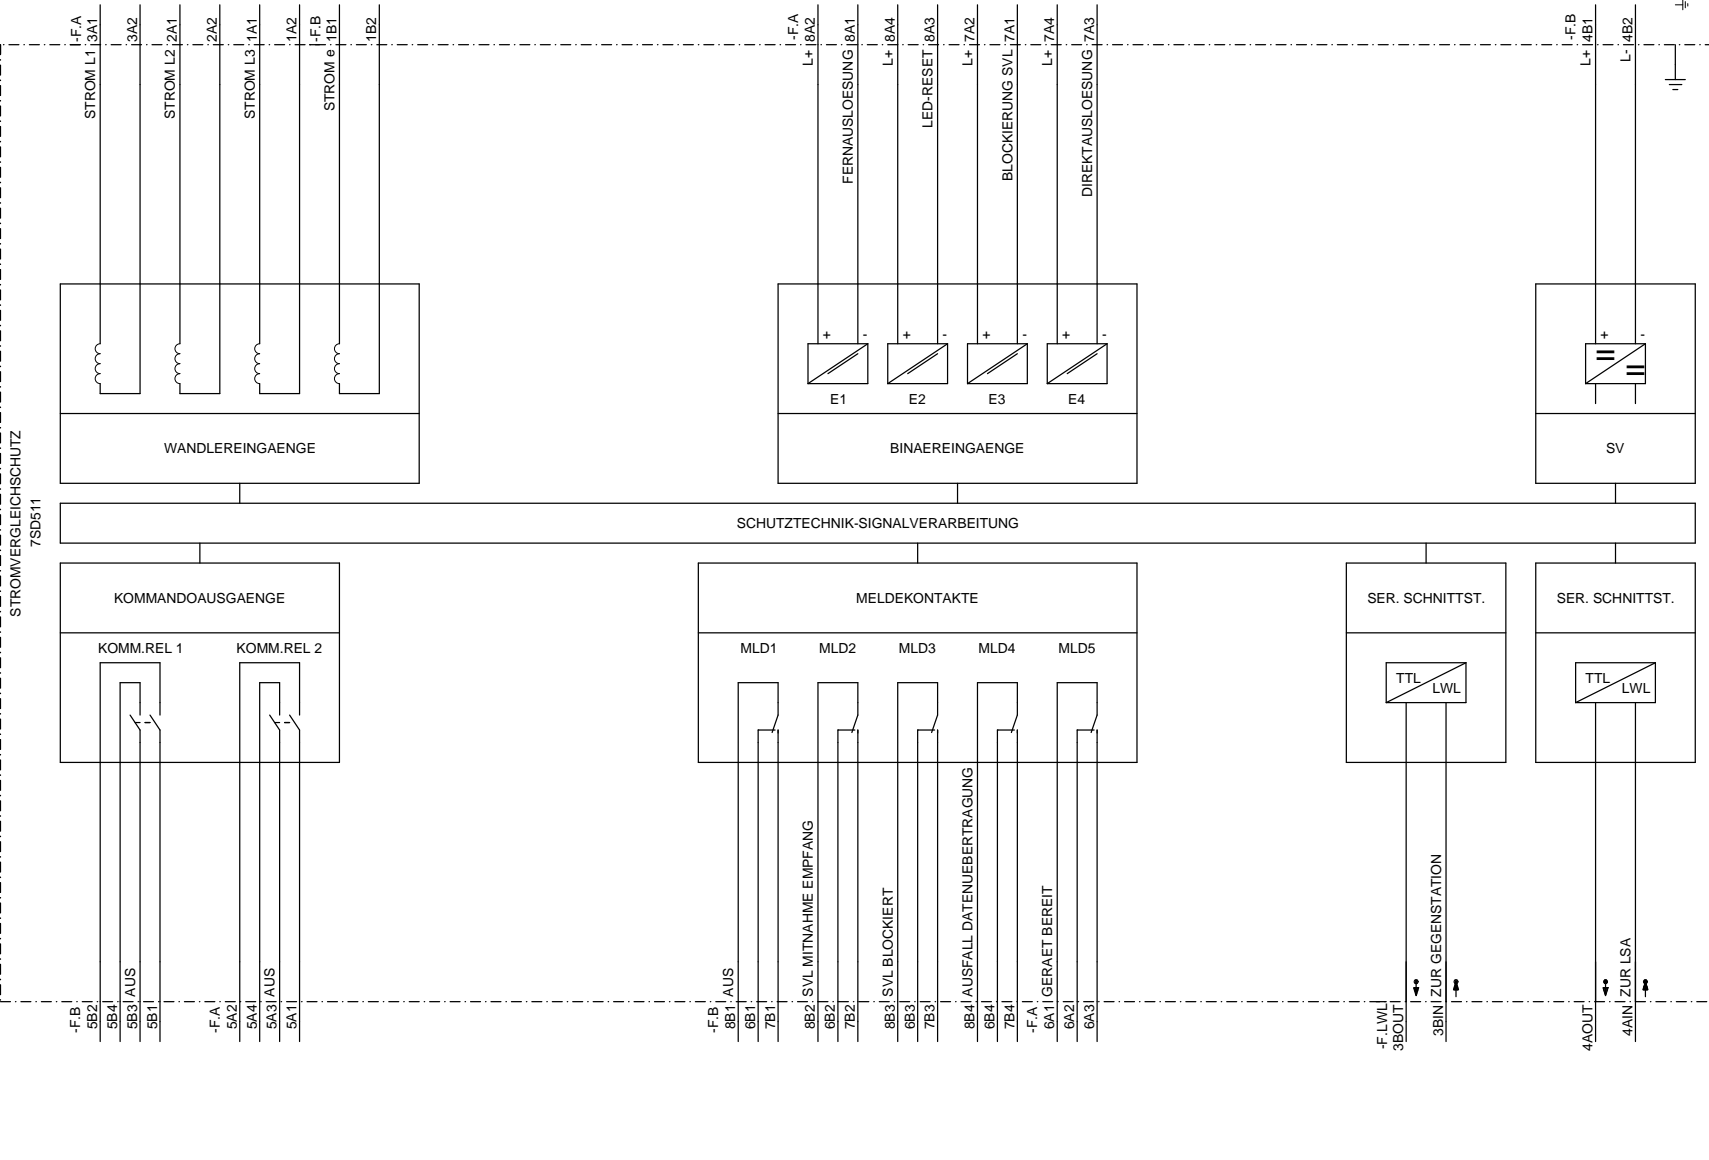 -F.A
3A1
3A2
2A1
2A2
1A1
1A2
-F.B
1B1
1B2
STROM L1
STROM L2
STROM L3
STROM e
-F.A
8A2
8A1
8A4
8A3
7A2
7A1
7A4
7A3
L+
FERNAUSLOESUNG
L+
LED-RESET
L+
BLOCKIERUNG SVL
L+
DIREKTAUSLOESUNG
-F.B
4B1
4B2
L+
L-
+ -
+ -
+ -
+ -
+ -
E1
E2
E3
E4
WANDLEREINGAENGE
BINAEREINGAENGE
SV
STROMVERGLEICHSCHUTZ
7SD511
SCHUTZTECHNIK-SIGNALVERARBEITUNG
KOMMANDOAUSGAENGE
MELDEKONTAKTE
SER. SCHNITTST.
SER. SCHNITTST.
KOMM.REL 1
KOMM.REL 2
MLD1
MLD2
MLD3
MLD4
MLD5
TTL
LWL
TTL
LWL
AUS
AUS
AUS
SVL MITNAHME EMPFANG
SVL BLOCKIERT
AUSFALL DATENUEBERTRAGUNG
GERAET BEREIT
ZUR GEGENSTATION
ZUR LSA
-F.B
5B2
5B4
5B3
5B1
-F.A
5A2
5A4
5A3
5A1
-F.B
8B1
6B1
7B1
8B2
6B2
7B2
8B3
6B3
7B3
8B4
6B4
7B4
-F.A
6A1
6A2
6A3
-F.LWL
3BOUT
3BIN
4AOUT
4AIN